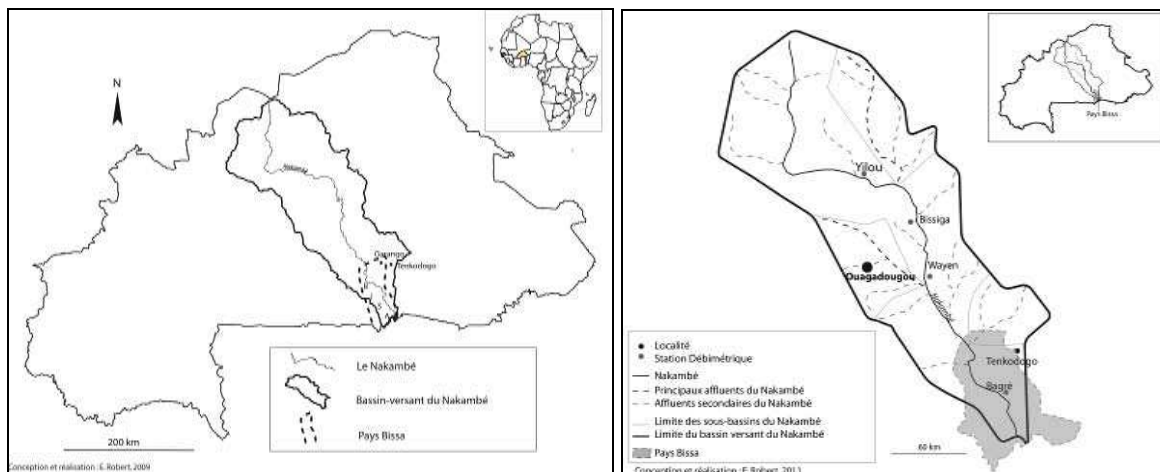 N
Nakambé
Garango
Tenkodogo
Le Nakambé
Bassin-versant du Nakambé
Pays Bissa
200 km
Conception et réalisation : E. Robert, 2009
Pays Bissa
Yilou
Bissiga
Ouagadougou
Wayen
Tenkodogo
Bagré
Localité
Station Débimétrique
Nakambé
Principaux affluents du Nakambé
Affluents secondaires du Nakambé
Limite des sous-bassins du Nakambé
Limite du bassin versant du Nakambé
Pays Bissa
60 km
Conception et réalisation : E. Robert, 2011